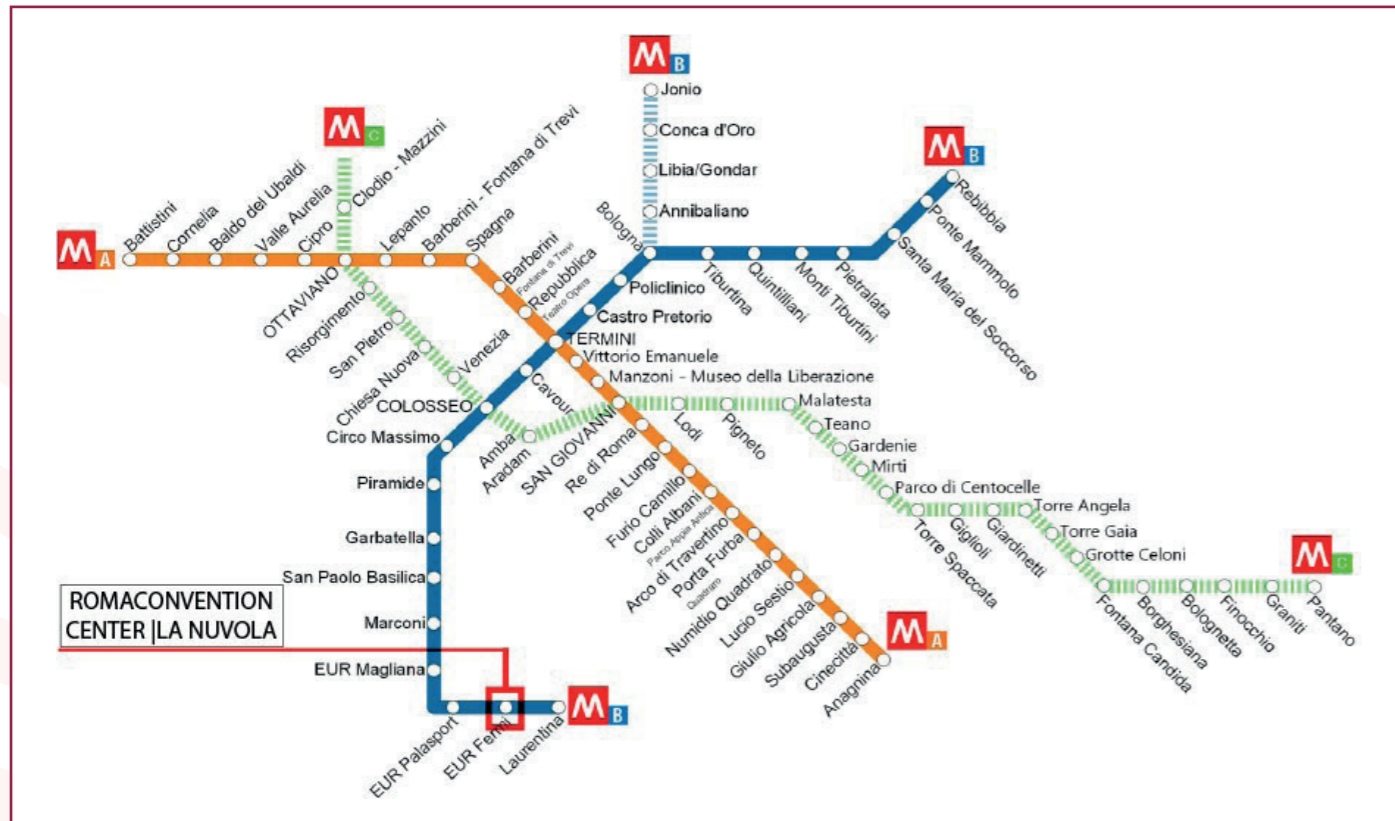 M B
Jonio
Conca d'Oro
Libia/Gondar
Annibaliano
Bologna
M C
Clodio - Mazzini
M B
Rebibbia
Ponte Mammolo
Santa Maria del Soccorso
Pietralata
Monti Tiburtini
Quintilliani
Tiburtina
M A
Battistini
Cornelia
Baldo del Ubaldi
Valle Aurelia
Cipro
OTTAVIANO
Lepanto
Barberini - Fontana di Trevi
Spagna
Barberini
Fontana di Trevi
Repubblica
Teatro Opera
Policlinico
Castro Pretorio
TERMINI
Vittorio Emanuele
Manzoni - Museo della Liberazione
Risorgimento
San Pietro
Chiesa Nuova
Venezia
COLOSSEO
Cavour
Circo Massimo
Amba
Aradam
SAN GIOVANNI
Lodi
Pigneto
Malatesta
Teano
Gardenie
Mirti
Parco di Centocelle
Torre Spaccata
Giglioli
Giardinetti
Torre Angela
Torre Gaia
Grotte Celoni
Fontana Candida
Borghesiana
Bolognetta
Finocchio
Graniti
Pantano
M C
Re di Roma
Ponte Lungo
Furio Camillo
Colli Albani
Parco Appia Antica
Arco di Travertino
Porta Furba
Quadraro
Numidio Quadrato
Lucio Sestio
Giulio Agricola
Subaugusta
Cinecittà
Anagnina
M A
Piramide
Garbatella
San Paolo Basilica
Marconi
EUR Magliana
ROMACONVENTION
CENTER |LA NUVOLA
EUR Palasport
EUR Fermi
Laurentina
M B